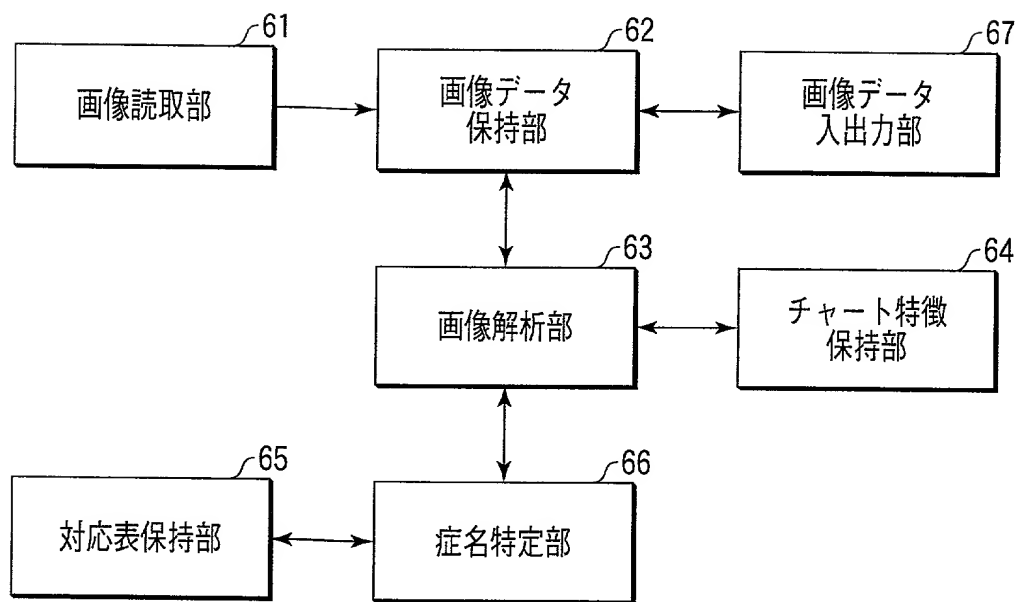 61
画像読取部
62
画像データ
保持部
67
画像データ
入出力部
63
画像解析部
64
チャート特徴
保持部
65
対応表保持部
66
症名特定部